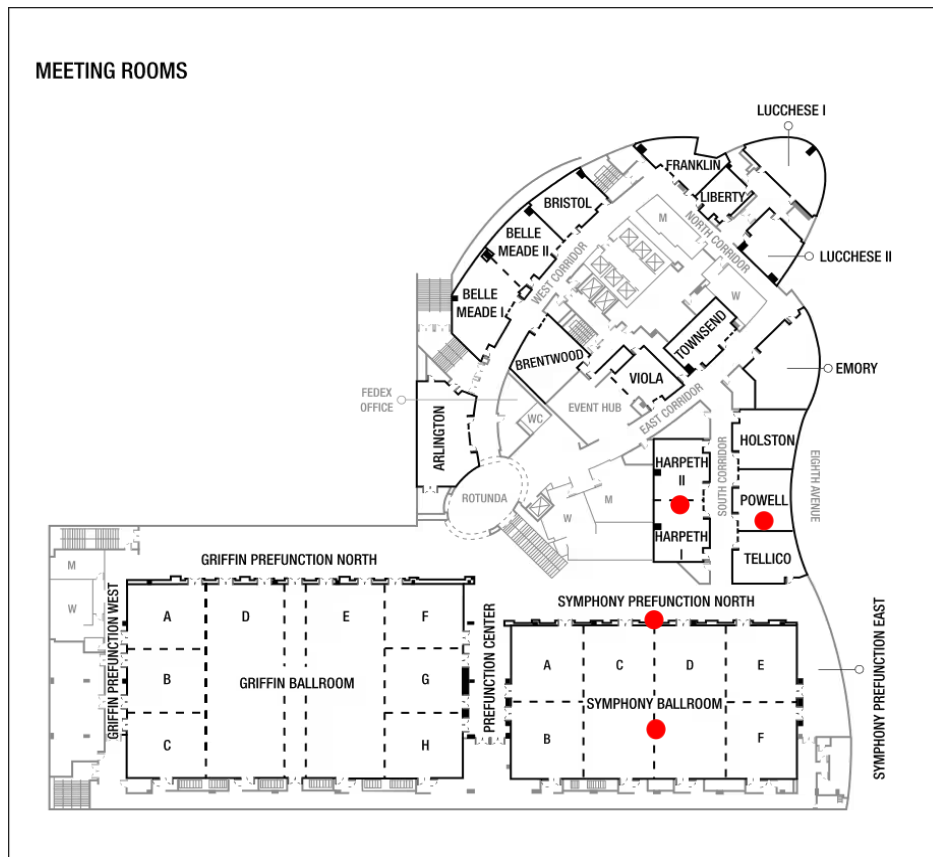 MEETING ROOMS
LUCCHESE I
FRANKLIN
LIBERTY
BRISTOL
M
NORTH CORRIDOR
BELLE
MEADE II
WEST CORRIDOR
LUCCHESE II
BELLE
MEADE I
W
TOWNSEND
BRENTWOOD
VIOLA
EMORY
FEDEX
OFFICE
EVENT HUB
EAST CORRIDOR
WC
ARLINGTON
HOLSTON
HARPETH
II
SOUTH CORRIDOR
EIGHTH AVENUE
ROTUNDA
M
POWELL
W
HARPETH
I
TELLICO
GRIFFIN PREFUNCTION NORTH
M
W
GRIFFIN PREFUNCTION WEST
SYMPHONY PREFUNCTION NORTH
A
D
E
F
PREFUNCTION CENTER
SYMPHONY PREFUNCTION EAST
A
C
D
E
B
GRIFFIN BALLROOM
G
SYMPHONY BALLROOM
C
H
B
F